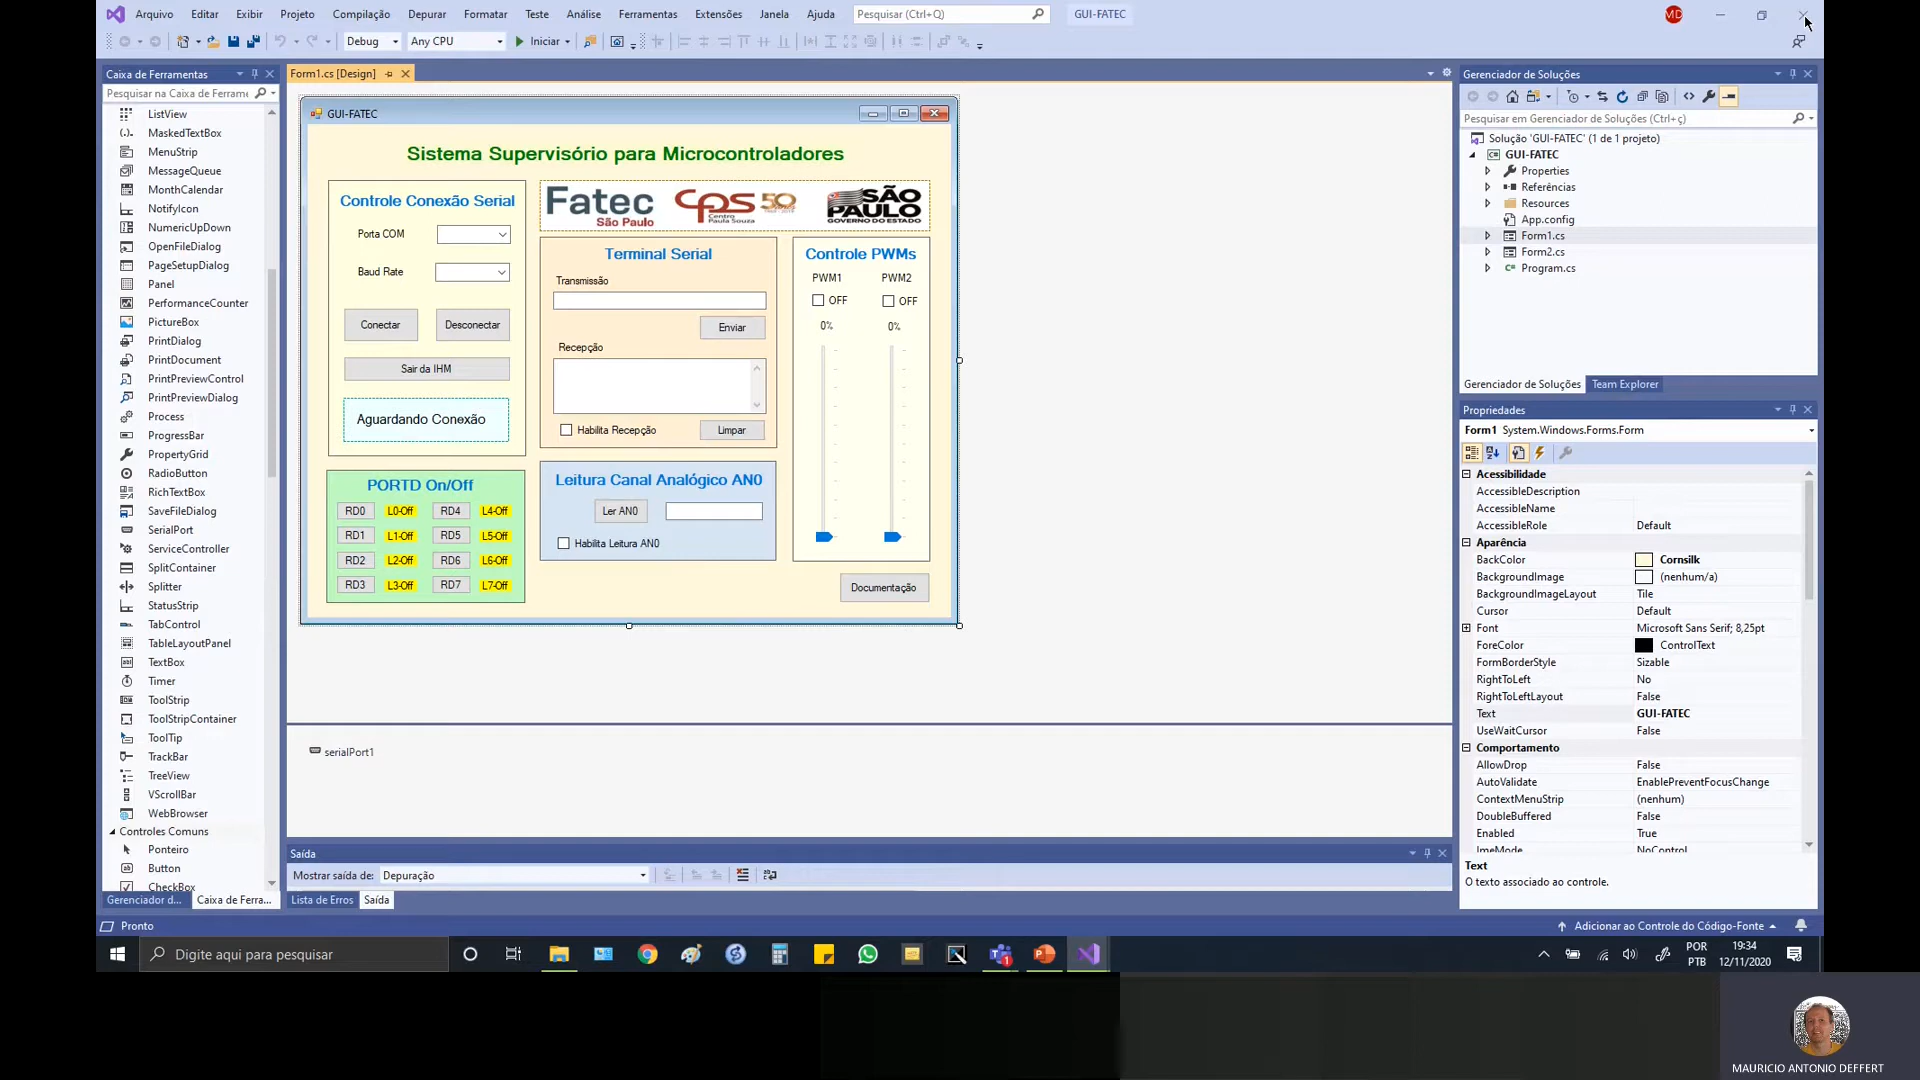 Arquivo Editar Exibir Projeto Compilação Depurar Formatar Teste Análise Ferramentas Extensões Janela Ajuda Pesquisar (Ctrl+Q) GUI-FATEC MD
Debug Any CPU Iniciar
Caixa de Ferramentas
Pesquisar na Caixa de Ferrame
ListView
MaskedTextBox
MenuStrip
MessageQueue
MonthCalendar
NotifyIcon
NumericUpDown
OpenFileDialog
PageSetupDialog
Panel
PerformanceCounter
PictureBox
PrintDialog
PrintDocument
PrintPreviewControl
PrintPreviewDialog
Process
ProgressBar
PropertyGrid
RadioButton
RichTextBox
SaveFileDialog
SerialPort
ServiceController
SplitContainer
Splitter
StatusStrip
TabControl
TableLayoutPanel
TextBox
Timer
ToolStrip
ToolStripContainer
ToolTip
TrackBar
TreeView
VScrollBar
WebBrowser
Controles Comuns
Ponteiro
Button
CheckBox
Gerenciador d... Caixa de Ferra...
Form1.cs [Design]
GUI-FATEC
Sistema Supervisório para Microcontroladores
Controle Conexão Serial
Porta COM
Baud Rate
Conectar Desconectar
Sair da IHM
Aguardando Conexão
PORTD On/Off
RD0 L0-Off RD4 L4-Off
RD1 L1-Off RD5 L5-Off
RD2 L2-Off RD6 L6-Off
RD3 L3-Off RD7 L7-Off
Fatec
São Paulo
CPS 50
Centro
Paula Souza
SÃO
PAULO
GOVERNO DO ESTADO
Terminal Serial
Transmissão
Enviar
Recepção
Habilita Recepção Limpar
Leitura Canal Analógico AN0
Ler AN0
Habilita Leitura AN0
Controle PWMs
PWM1 PWM2
OFF OFF
0% 0%
Documentação
serialPort1
Saída
Mostrar saída de: Depuração
Lista de Erros Saída
Gerenciador de Soluções
Pesquisar em Gerenciador de Soluções (Ctrl+ç)
Solução 'GUI-FATEC' (1 de 1 projeto)
GUI-FATEC
Properties
Referências
Resources
App.config
Form1.cs
Form2.cs
Program.cs
Gerenciador de Soluções Team Explorer
Propriedades
Form1 System.Windows.Forms.Form
Acessibilidade
AccessibleDescription
AccessibleName
AccessibleRole Default
Aparência
BackColor Cornsilk
BackgroundImage (nenhum/a)
BackgroundImageLayout Tile
Cursor Default
Font Microsoft Sans Serif; 8,25pt
ForeColor ControlText
FormBorderStyle Sizable
RightToLeft No
RightToLeftLayout False
Text GUI-FATEC
UseWaitCursor False
Comportamento
AllowDrop False
AutoValidate EnablePreventFocusChange
ContextMenuStrip (nenhum)
DoubleBuffered False
Enabled True
ImeMode NoControl
Text
O texto associado ao controle.
Pronto Adicionar ao Controle do Código-Fonte
Digite aqui para pesquisar
POR
PTB
19:34
12/11/2020
MAURICIO ANTONIO DEFFERT